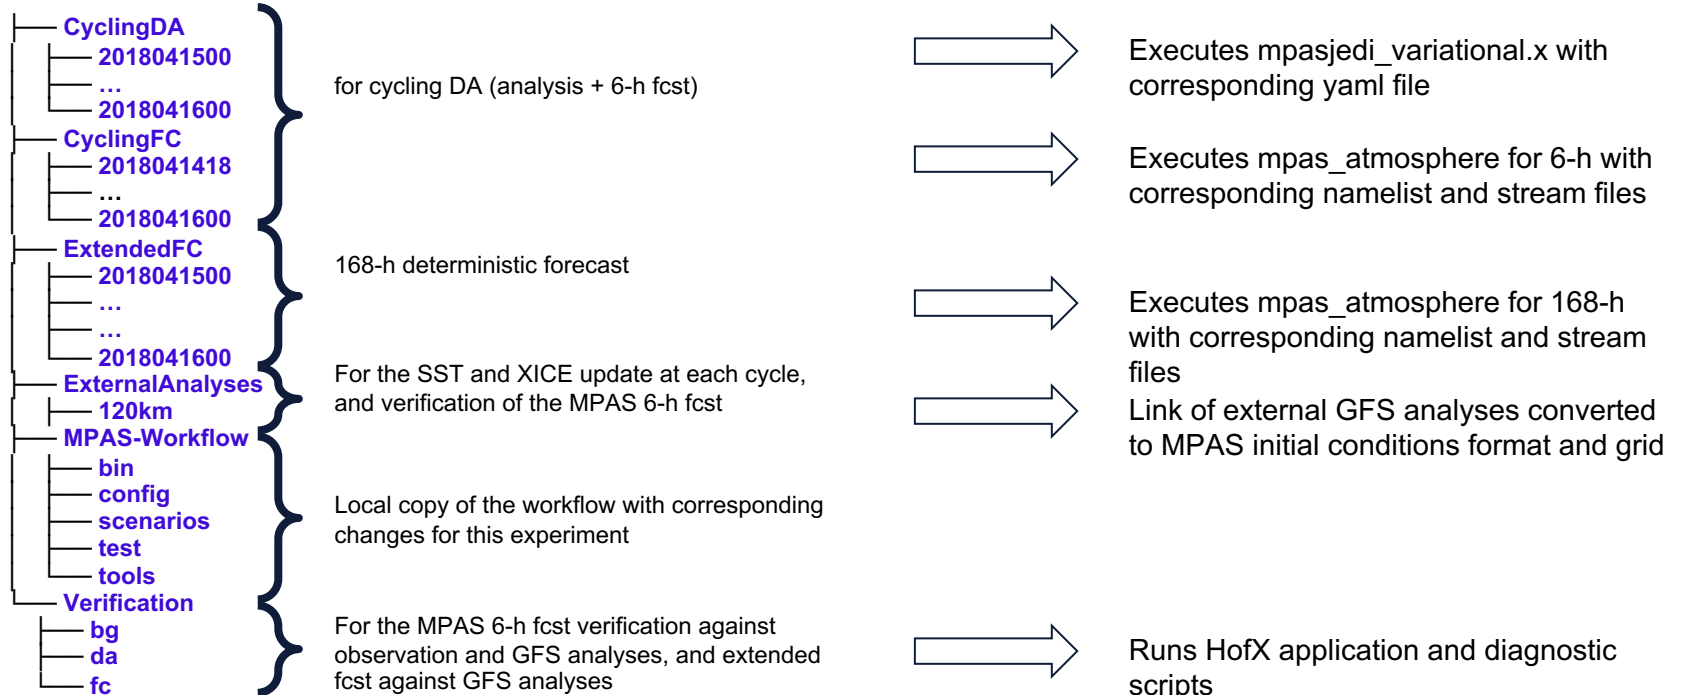 CyclingDA
2018041500
...
2018041600
CyclingFC
2018041418
...
2018041600
ExtendedFC
2018041500
...
...
2018041600
ExternalAnalyses
120km
MPAS-Workflow
bin
config
scenarios
test
tools
Verification
bg
da
fc
for cycling DA (analysis + 6-h fcst)
168-h deterministic forecast
For the SST and XICE update at each cycle,
and verification of the MPAS 6-h fcst
Local copy of the workflow with corresponding
changes for this experiment
For the MPAS 6-h fcst verification against
observation and GFS analyses, and extended
fcst against GFS analyses
Executes mpasjedi_variational.x with
corresponding yaml file
Executes mpas_atmosphere for 6-h with
corresponding namelist and stream files
Executes mpas_atmosphere for 168-h
with corresponding namelist and stream
files
Link of external GFS analyses converted
to MPAS initial conditions format and grid
Runs HofX application and diagnostic
scripts